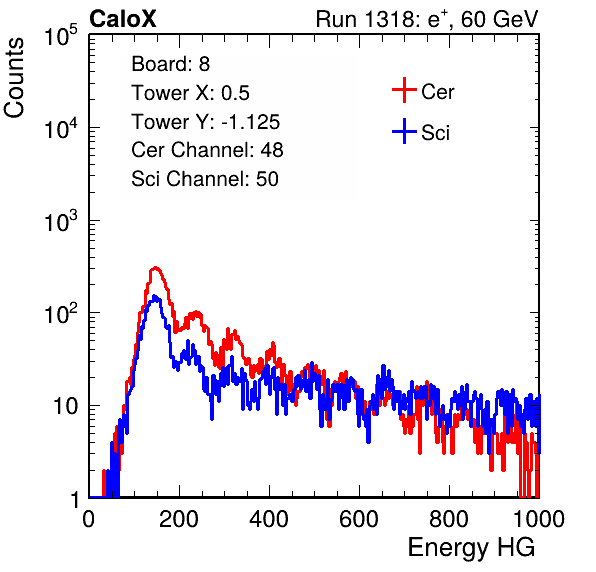 CaloX Run 1318: e⁺, 60 GeV
Counts
Board: 8
Tower X: 0.5
Tower Y: -1.125
Cer Channel: 48
Sci Channel: 50
Cer
Sci
10⁵
10⁴
10³
10²
10
1
0 200 400 600 800 1000
Energy HG